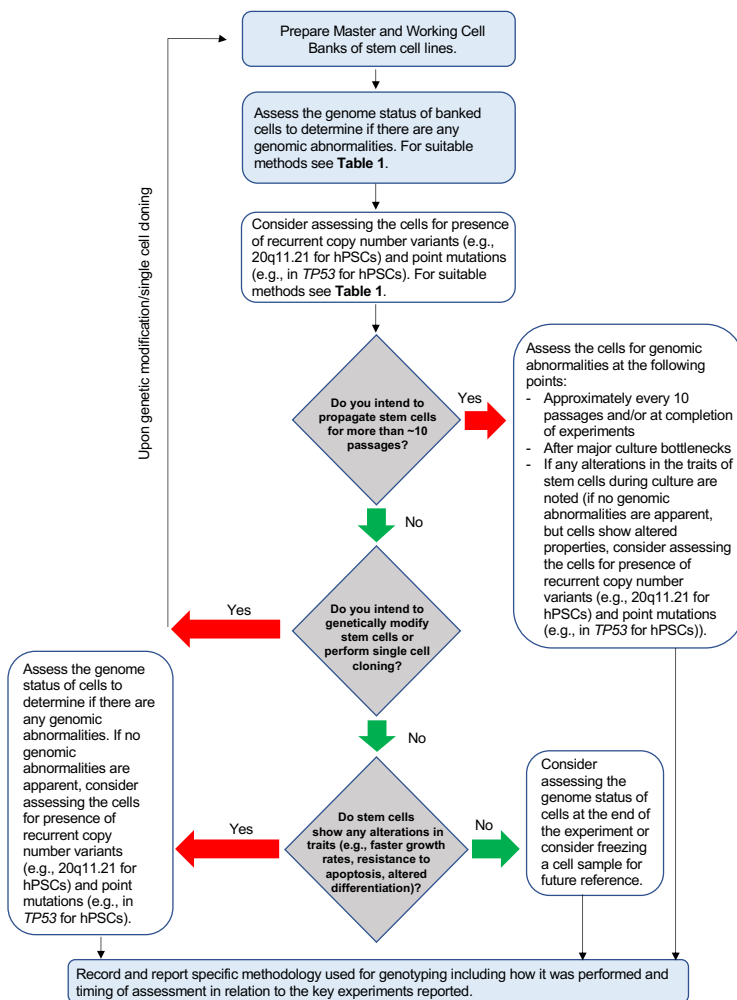 Prepare Master and Working Cell
Banks of stem cell lines.
Assess the genome status of banked
cells to determine if there are any
genomic abnormalities. For suitable
methods see Table 1.
Upon genetic modification/single cell cloning
Consider assessing the cells for presence
of recurrent copy number variants (e.g.,
20q11.21 for hPSCs) and point mutations
(e.g., in TP53 for hPSCs). For suitable
methods see Table 1.
Do you intend to
propagate stem cells
for more than ~10
passages?
Yes
Assess the cells for genomic
abnormalities at the following
points:
- Approximately every 10
passages and/or at completion
of experiments
- After major culture bottlenecks
- If any alterations in the traits of
stem cells during culture are
noted (if no genomic
abnormalities are apparent,
but cells show altered
properties, consider assessing
the cells for presence of
recurrent copy number
variants (e.g., 20q11.21 for
hPSCs) and point mutations
(e.g., in TP53 for hPSCs)).
No
Do you intend to
genetically modify
stem cells or
perform single cell
cloning?
Yes
No
Assess the genome
status of cells to
determine if there are
any genomic
abnormalities. If no
genomic
abnormalities are
apparent, consider
assessing the cells
for presence of
recurrent copy
number variants
(e.g., 20q11.21 for
hPSCs) and point
mutations (e.g., in
TP53 for hPSCs).
Yes
Do stem cells
show any alterations in
traits (e.g., faster growth
rates, resistance to
apoptosis, altered
differentiation)?
No
Consider
assessing the
genome status of
cells at the end of
the experiment or
consider freezing
a cell sample for
future reference.
Record and report specific methodology used for genotyping including how it was performed and
timing of assessment in relation to the key experiments reported.